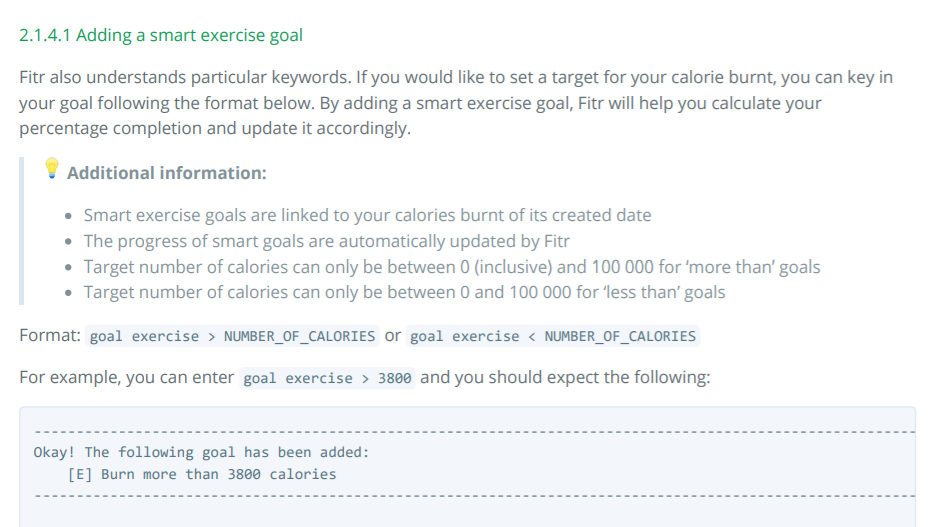 2.1.4.1 Adding a smart exercise goal
Fitr also understands particular keywords. If you would like to set a target for your calorie burnt, you can key in
your goal following the format below. By adding a smart exercise goal, Fitr will help you calculate your
percentage completion and update it accordingly.
💡 Additional information:
• Smart exercise goals are linked to your calories burnt of its created date
• The progress of smart goals are automatically updated by Fitr
• Target number of calories can only be between 0 (inclusive) and 100 000 for ‘more than’ goals
• Target number of calories can only be between 0 and 100 000 for ‘less than’ goals
Format: goal exercise > NUMBER_OF_CALORIES or goal exercise < NUMBER_OF_CALORIES
For example, you can enter goal exercise > 3800 and you should expect the following:
Okay! The following goal has been added:
[E] Burn more than 3800 calories